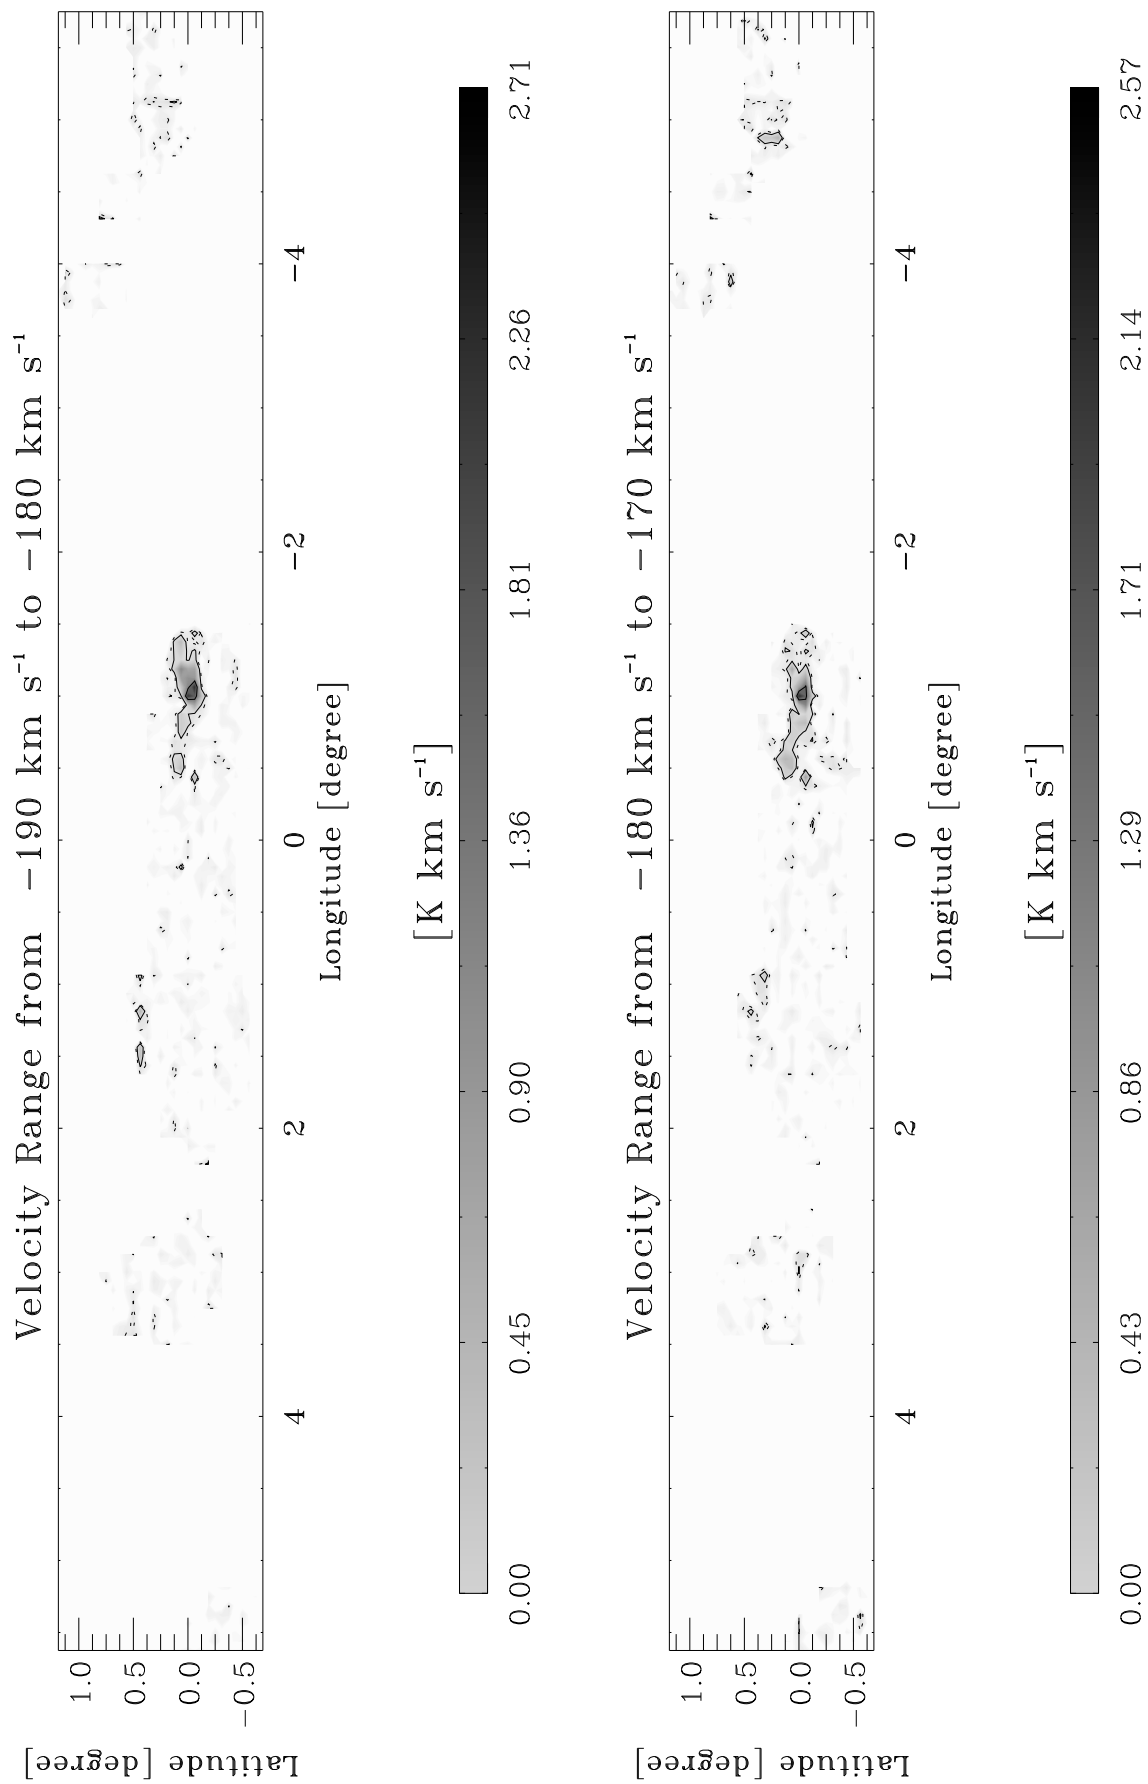 Velocity Range from −190 km s⁻¹ to −180 km s⁻¹
Latitude [degree]
1.0
0.5
0.0
−0.5
4 2 0 −2 −4
Longitude [degree]
[K km s⁻¹]
0.00 0.45 0.90 1.36 1.81 2.26 2.71
Velocity Range from −180 km s⁻¹ to −170 km s⁻¹
Latitude [degree]
1.0
0.5
0.0
−0.5
4 2 0 −2 −4
Longitude [degree]
[K km s⁻¹]
0.00 0.43 0.86 1.29 1.71 2.14 2.57